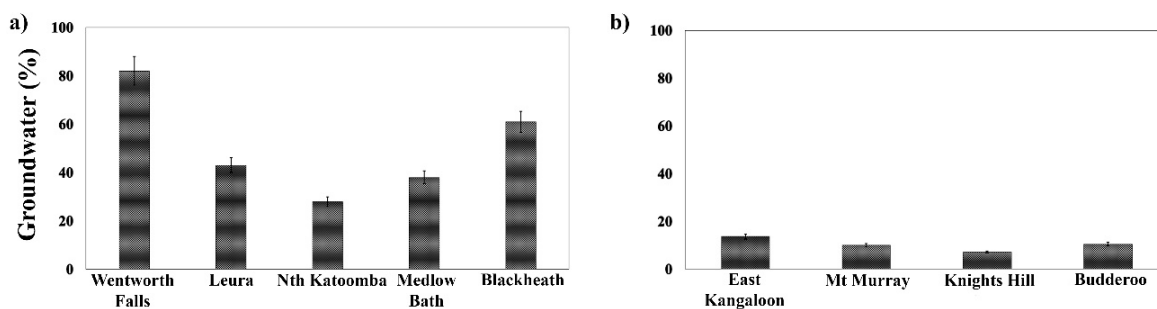 a)
Groundwater (%)
100
80
60
40
20
0
Wentworth
Falls
Leura
Nth Katoomba
Medlow
Bath
Blackheath
b)
100
80
60
40
20
0
East
Kangaloon
Mt Murray
Knights Hill
Budderoo